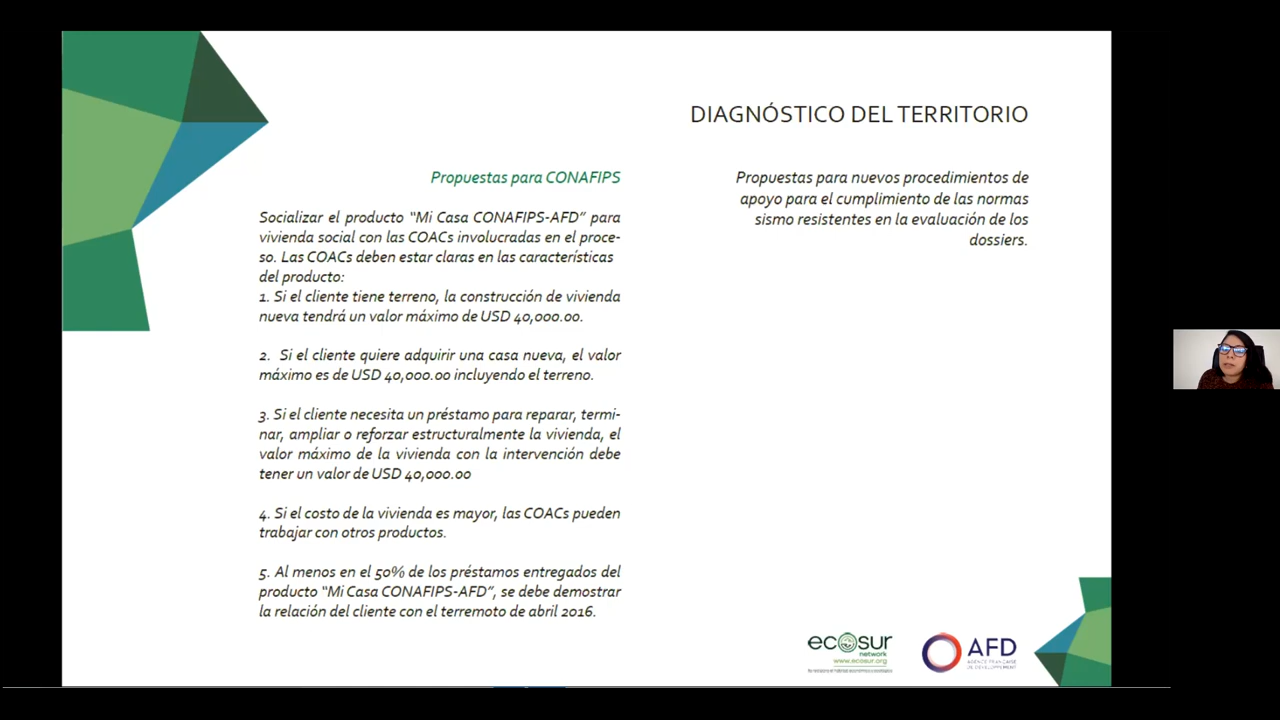 DIAGNÓSTICO DEL TERRITORIO
Propuestas para CONAFIPS
Socializar el producto “Mi Casa CONAFIPS-AFD” para
vivienda social con las COACs involucradas en el proce-
so. Las COACs deben estar claras en las características
del producto:
1. Si el cliente tiene terreno, la construcción de vivienda
nueva tendrá un valor máximo de USD 40,000.00.
2. Si el cliente quiere adquirir una casa nueva, el valor
máximo es de USD 40,000.00 incluyendo el terreno.
3. Si el cliente necesita un préstamo para reparar, termi-
nar, ampliar o reforzar estructuralmente la vivienda, el
valor máximo de la vivienda con la intervención debe
tener un valor de USD 40,000.00
4. Si el costo de la vivienda es mayor, las COACs pueden
trabajar con otros productos.
5. Al menos en el 50% de los préstamos entregados del
producto “Mi Casa CONAFIPS-AFD”, se debe demostrar
la relación del cliente con el terremoto de abril 2016.
Propuestas para nuevos procedimientos de
apoyo para el cumplimiento de las normas
sismo resistentes en la evaluación de los
dossiers.
ecosur
network
www.ecosur.org
AFD
AGENCE FRANÇAISE
DE DÉVELOPPEMENT